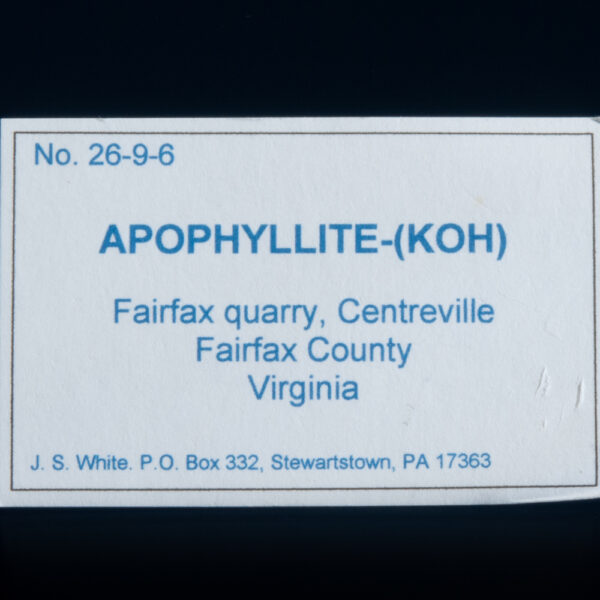 No. 26-9-6
APOPHYLLITE-(KOH)
Fairfax quarry, Centreville
Fairfax County
Virginia
J. S. White. P.O. Box 332, Stewartstown, PA 17363